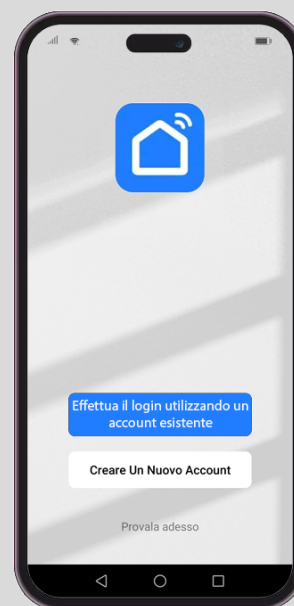 Effettua il login utilizzando un
account esistente
Creare Un Nuovo Account
Provala adesso